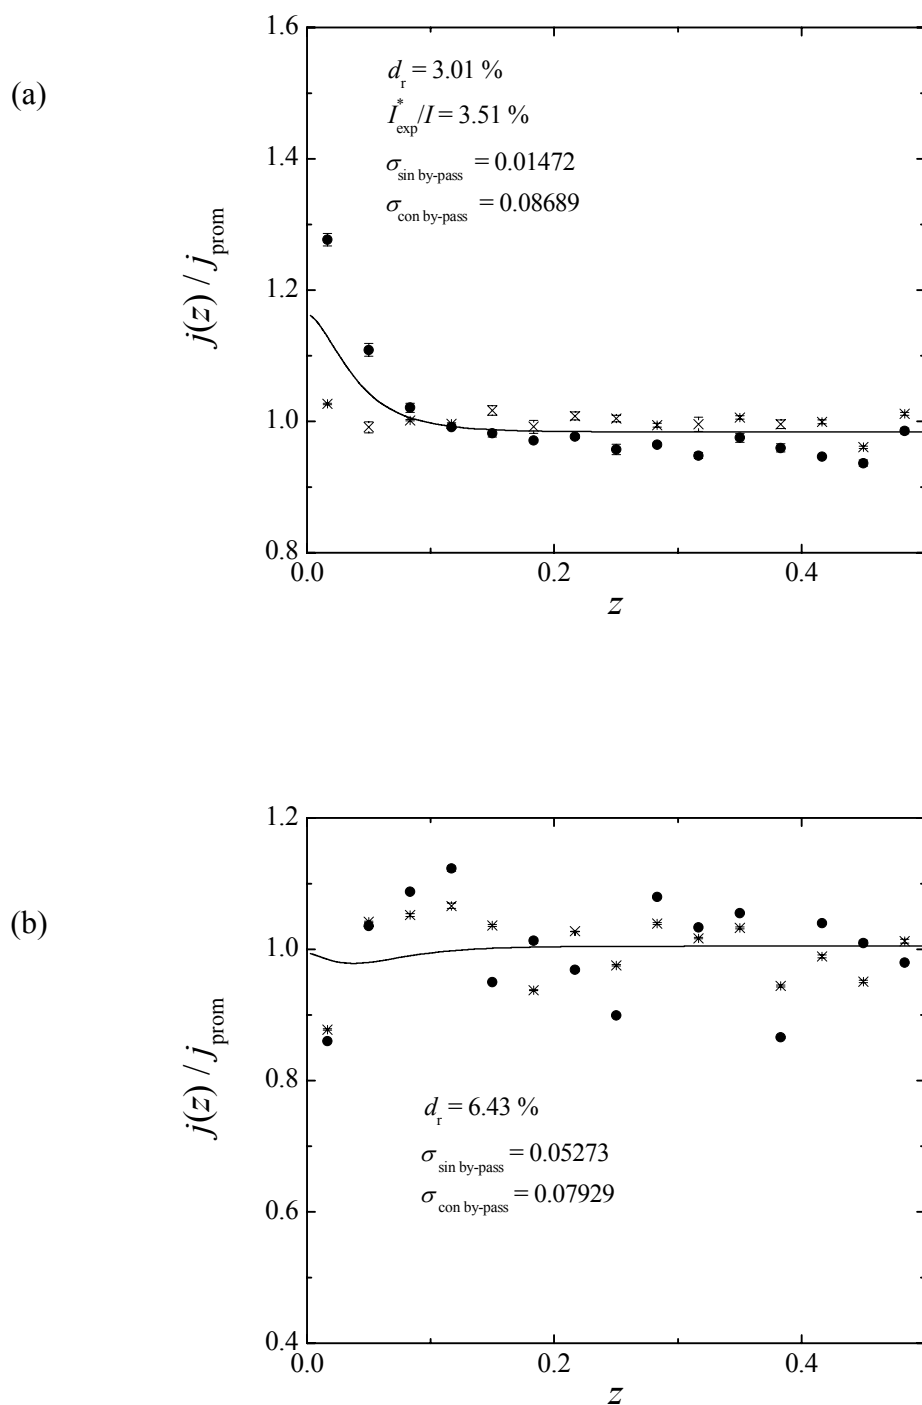 (a)
j(z) / j_prom
1.6
1.4
1.2
1.0
0.8
d_r = 3.01 %
I*_exp/I = 3.51 %
σ_sin by-pass = 0.01472
σ_con by-pass = 0.08689
0.0 0.2 0.4
z
(b)
j(z) / j_prom
1.2
1.0
0.8
0.6
0.4
d_r = 6.43 %
σ_sin by-pass = 0.05273
σ_con by-pass = 0.07929
0.0 0.2 0.4
z